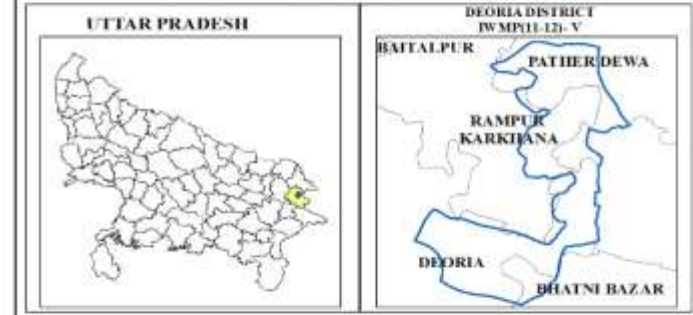 UTTAR PRADESH
DEORIA DISTRICT
IWMP(11-12)- V
BAITALPUR
PATHER DEWA
RAMPUR
KARKHANA
DEORIA
BHATNI BAZAR